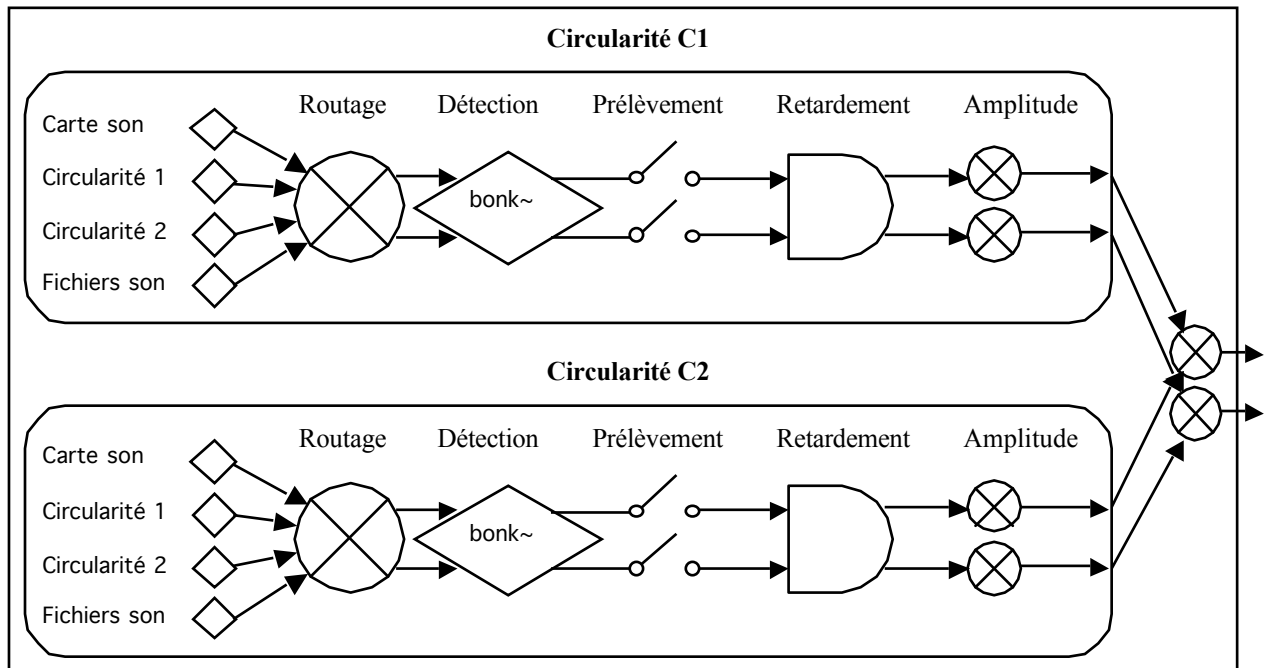 Circularité C1
Routage Détection Prélèvement Retardement Amplitude
Carte son
Circularité 1
bonk~
Circularité 2
Fichiers son
Circularité C2
Routage Détection Prélèvement Retardement Amplitude
Carte son
Circularité 1
bonk~
Circularité 2
Fichiers son